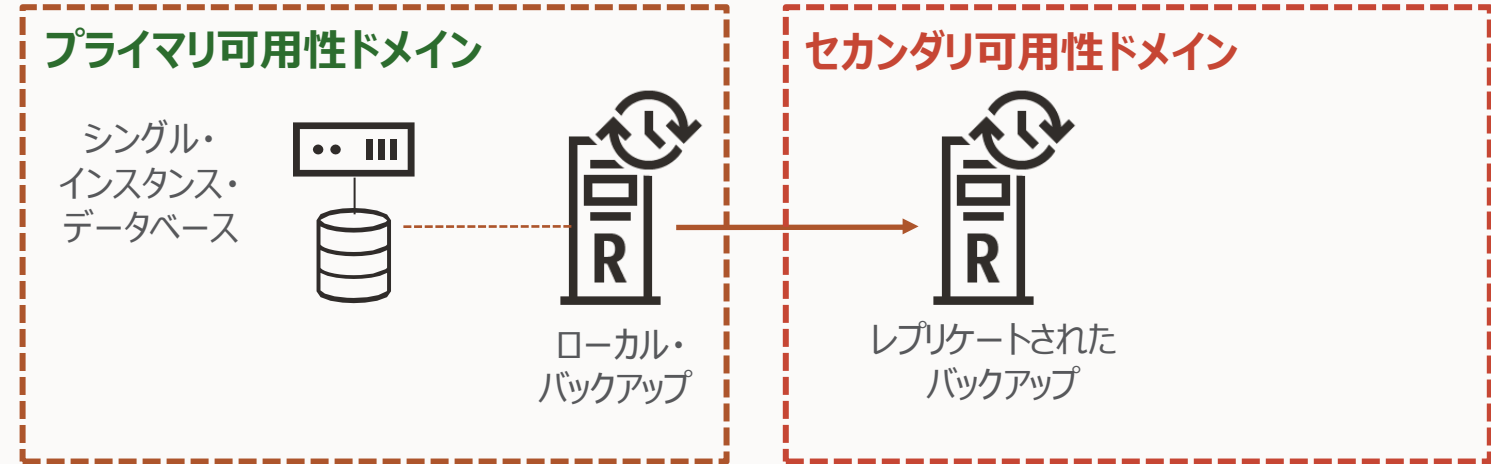 プライマリ可用性ドメイン
シングル・
インスタンス・
データベース
R
ローカル・
バックアップ
セカンダリ可用性ドメイン
R
レプリケートされた
バックアップ